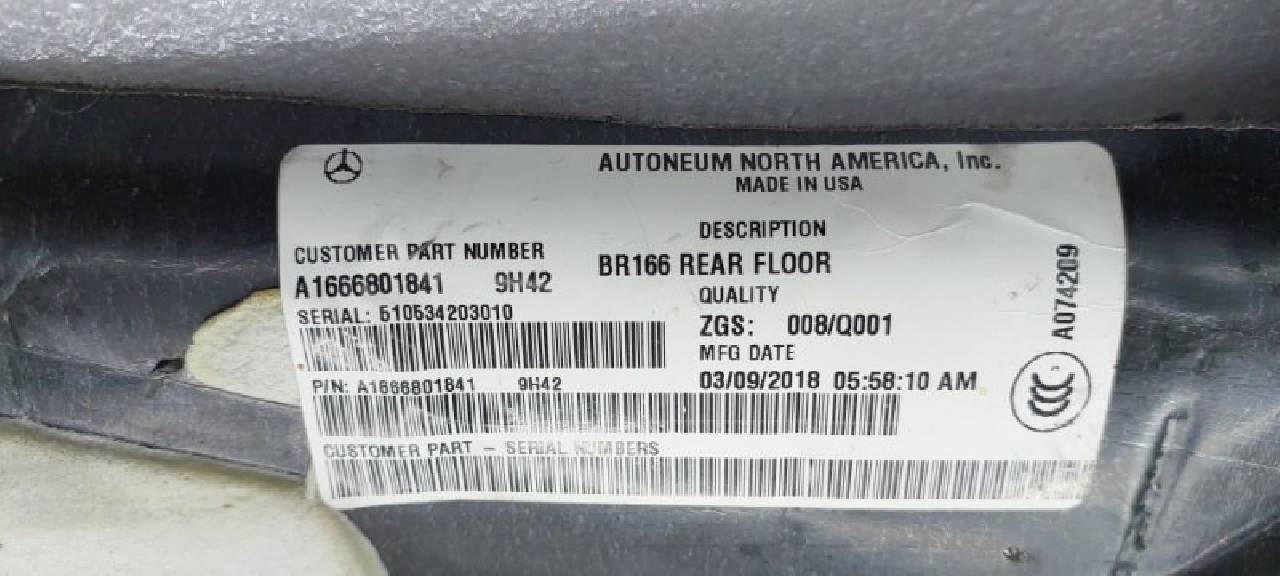 AUTONEUM NORTH AMERICA, Inc.
MADE IN USA
DESCRIPTION
BR166 REAR FLOOR
CUSTOMER PART NUMBER
A1666801841 9H42
SERIAL: 510534203010
QUALITY
ZGS: 008/Q001
MFG DATE
03/09/2018 05:58:10 AM
P/N: A1666801841 9H42
CUSTOMER PART - SERIAL NUMBERS
A074209
CCC